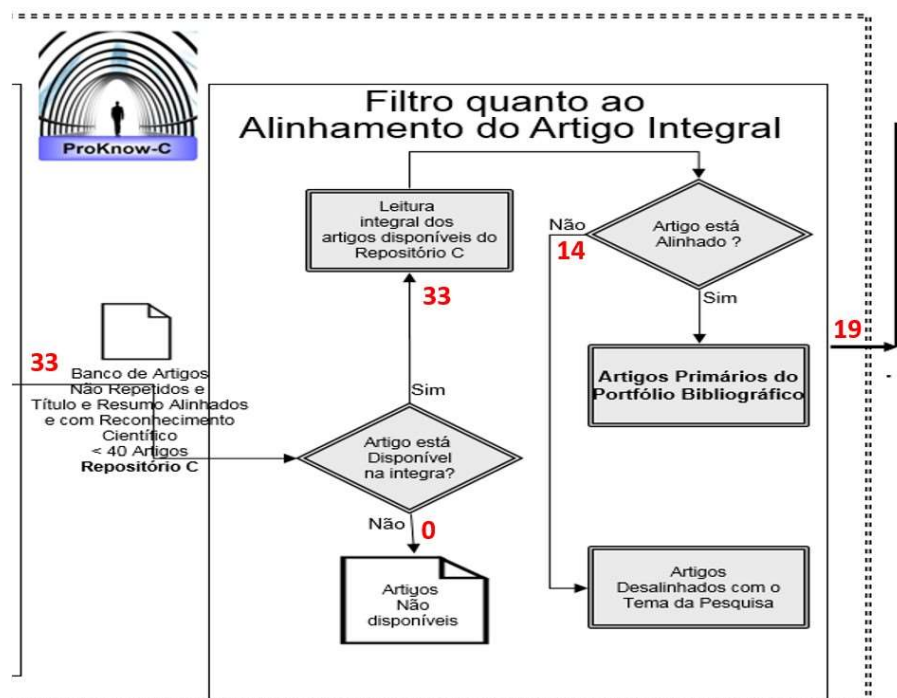 ProKnow-C
Filtro quanto ao
Alinhamento do Artigo Integral
Leitura
integral dos
artigos disponíveis do
Repositório C
Artigo está
Alinhado ?
Não
14
33
Sim
19
Artigos Primários do
Portfólio Bibliográfico
33
Banco de Artigos
Não Repetidos e
Título e Resumo Alinhados
e com Reconhecimento
Científico
< 40 Artigos
Repositório C
Sim
Artigo está
Disponível
na integra?
Não
0
Artigos
Não
disponíveis
Artigos
Desalinhados com o
Tema da Pesquisa